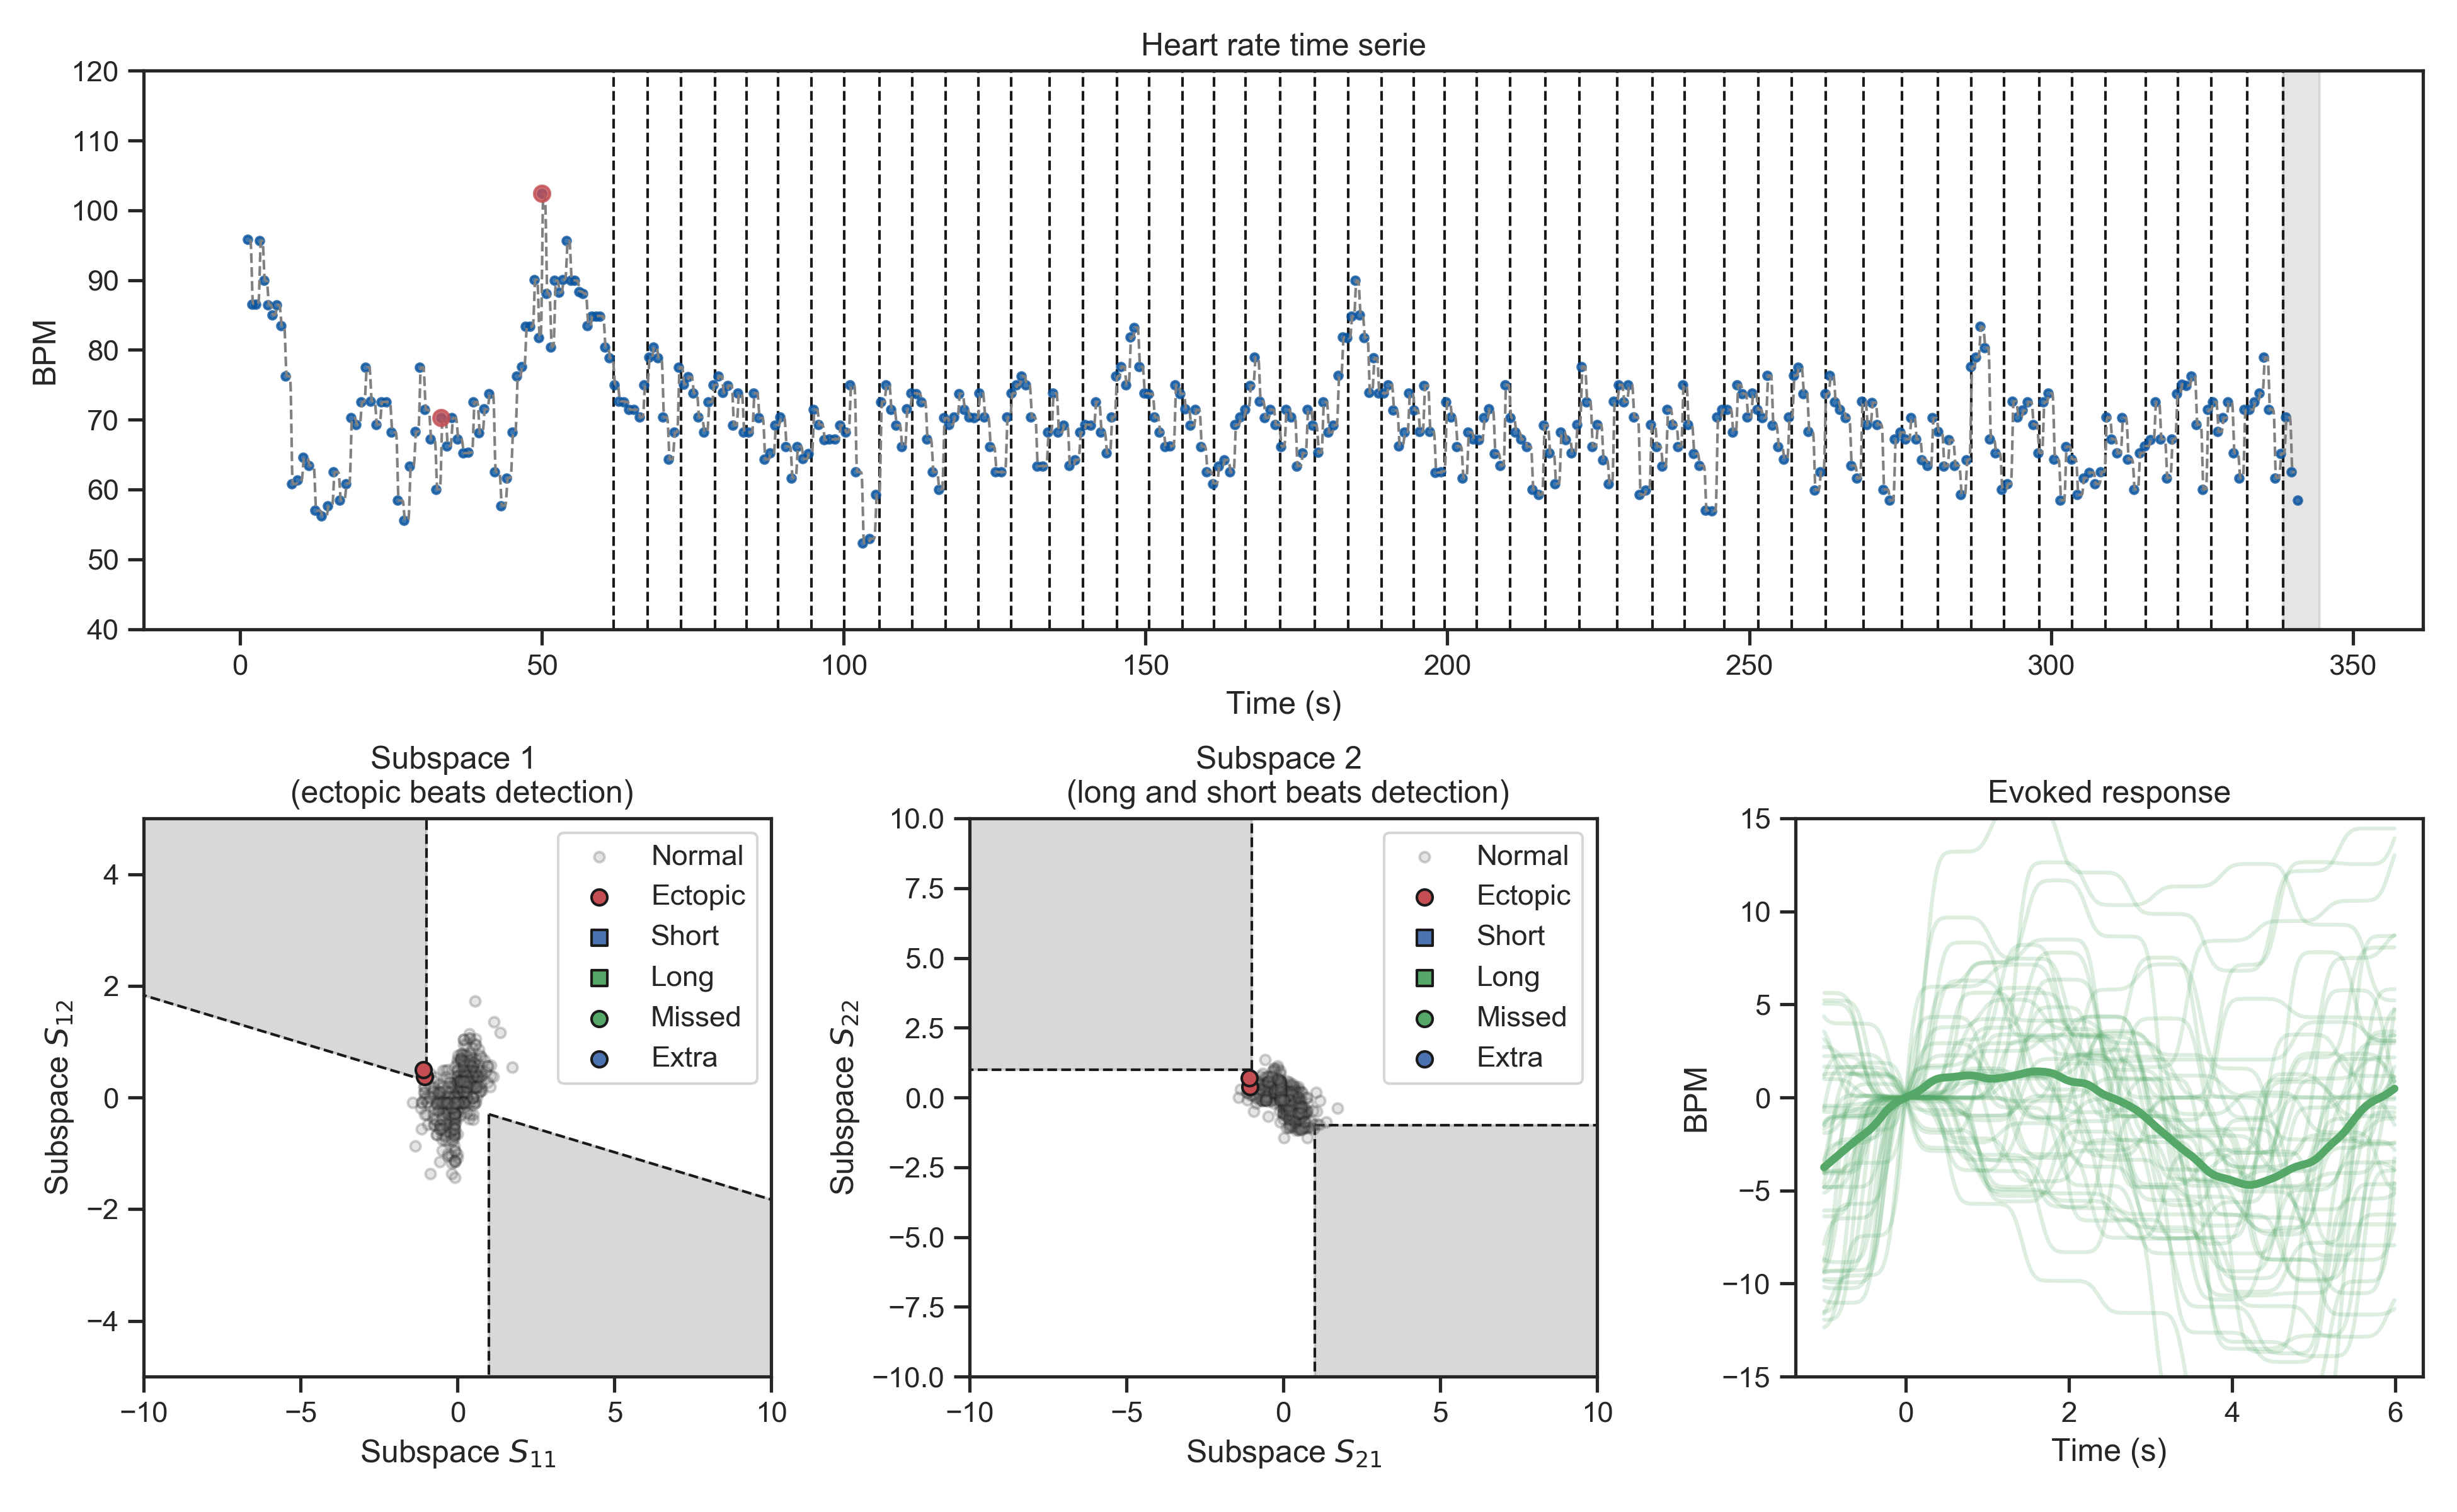 Heart rate time serie
120
110
100
90
80
70
60
50
40
BPM
0 50 100 150 200 250 300 350
Time (s)
Subspace 1
(ectopic beats detection)
4
2
0
−2
−4
Subspace S12
Normal
Ectopic
Short
Long
Missed
Extra
−10 −5 0 5 10
Subspace S11
Subspace 2
(long and short beats detection)
10.0
7.5
5.0
2.5
0.0
−2.5
−5.0
−7.5
−10.0
Subspace S22
Normal
Ectopic
Short
Long
Missed
Extra
−10 −5 0 5 10
Subspace S21
Evoked response
15
10
5
0
−5
−10
−15
BPM
0 2 4 6
Time (s)